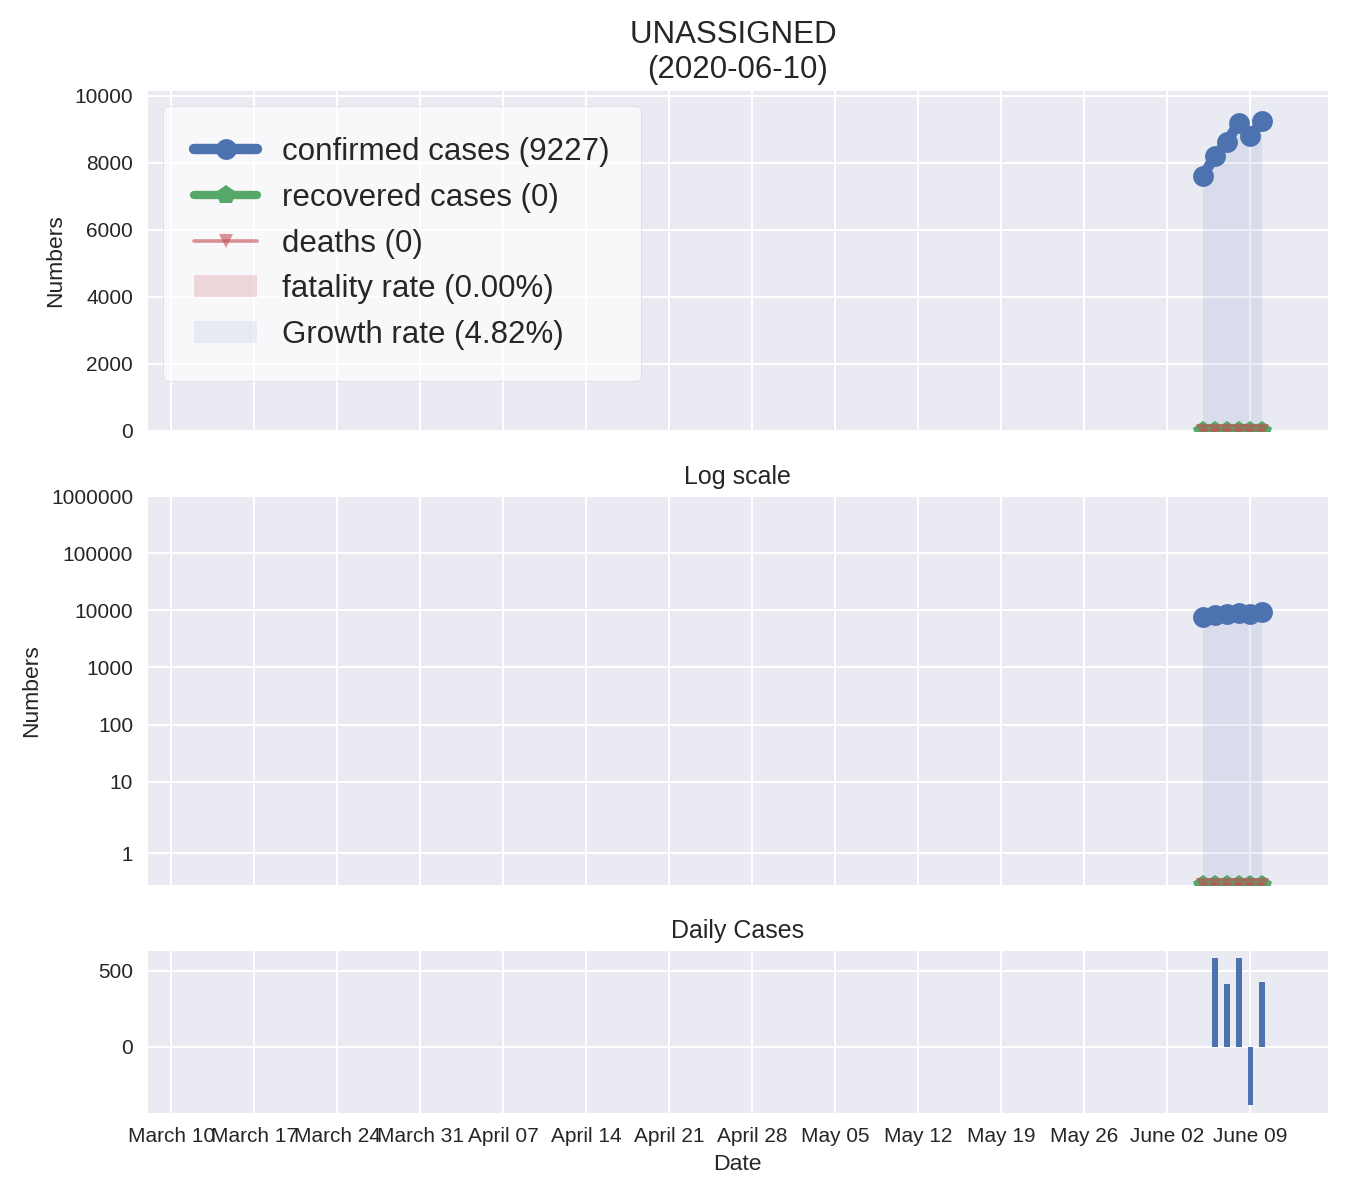 UNASSIGNED
(2020-06-10)
10000
8000
6000
4000
2000
0
Numbers
confirmed cases (9227)
recovered cases (0)
deaths (0)
fatality rate (0.00%)
Growth rate (4.82%)
Log scale
1000000
100000
10000
1000
100
10
1
Numbers
Daily Cases
500
0
March 10 March 17 March 24 March 31 April 07 April 14 April 21 April 28 May 05 May 12 May 19 May 26 June 02 June 09
Date